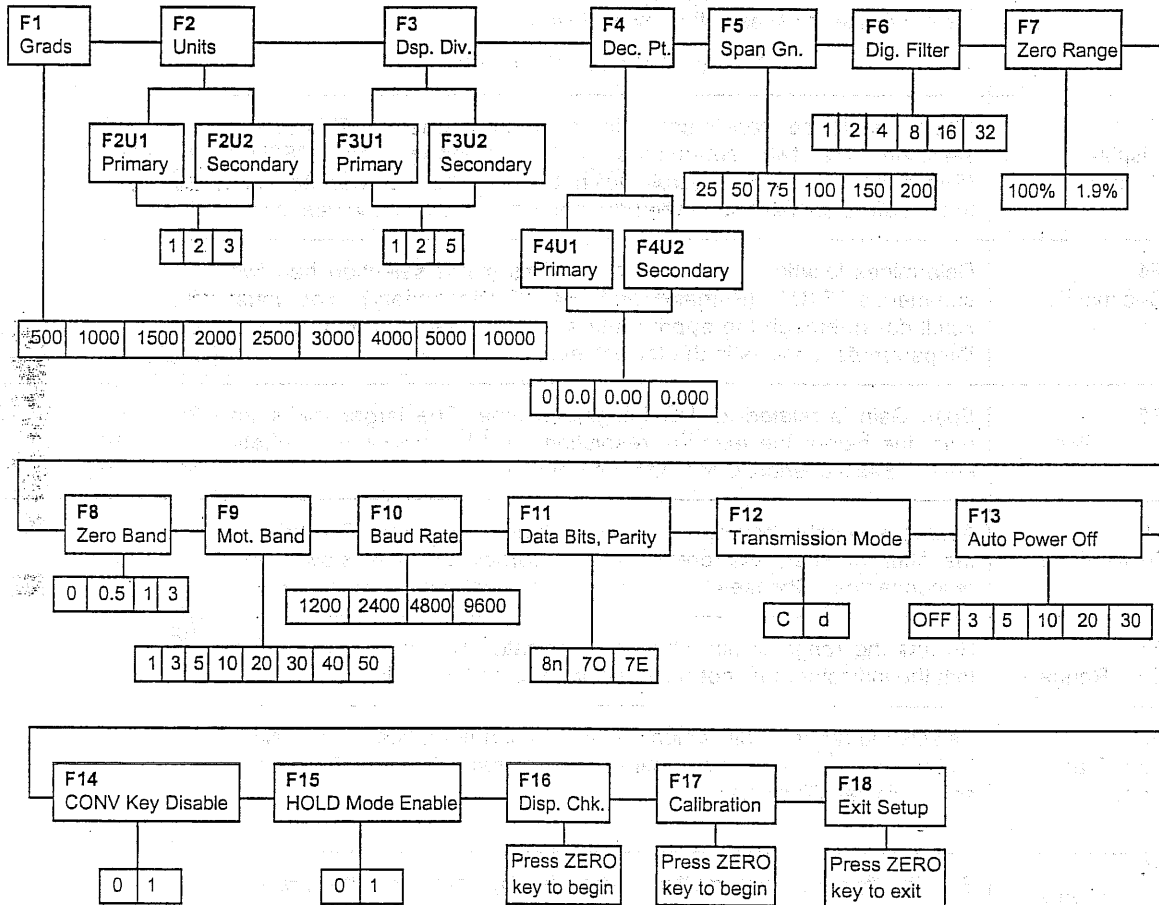 F1
Grads
F2
Units
F3
Dsp. Div.
F4
Dec. Pt.
F5
Span Gn.
F6
Dig. Filter
F7
Zero Range
F2U1
Primary
F2U2
Secondary
F3U1
Primary
F3U2
Secondary
1 2 4 8 16 32
25 50 75 100 150 200
100% 1.9%
1 2 3
1 2 5
F4U1
Primary
F4U2
Secondary
500 1000 1500 2000 2500 3000 4000 5000 10000
0 0.0 0.00 0.000
F8
Zero Band
F9
Mot. Band
F10
Baud Rate
F11
Data Bits, Parity
F12
Transmission Mode
F13
Auto Power Off
0 0.5 1 3
1200 2400 4800 9600
C d
OFF 3 5 10 20 30
1 3 5 10 20 30 40 50
8n 7O 7E
F14
CONV Key Disable
F15
HOLD Mode Enable
F16
Disp. Chk.
F17
Calibration
F18
Exit Setup
0 1
0 1
Press ZERO
key to begin
Press ZERO
key to begin
Press ZERO
key to exit